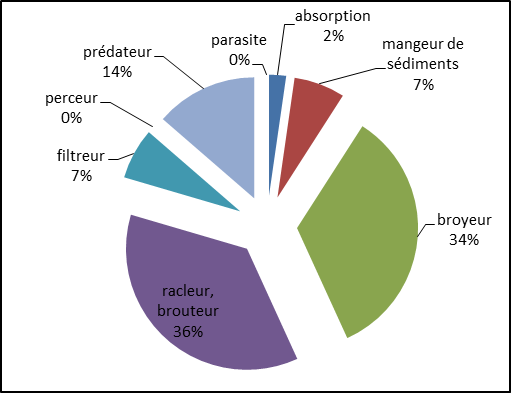 absorption
2%
mangeur de
sédiments
7%
broyeur
34%
racleur,
brouteur
36%
filtreur
7%
perceur
0%
prédateur
14%
parasite
0%